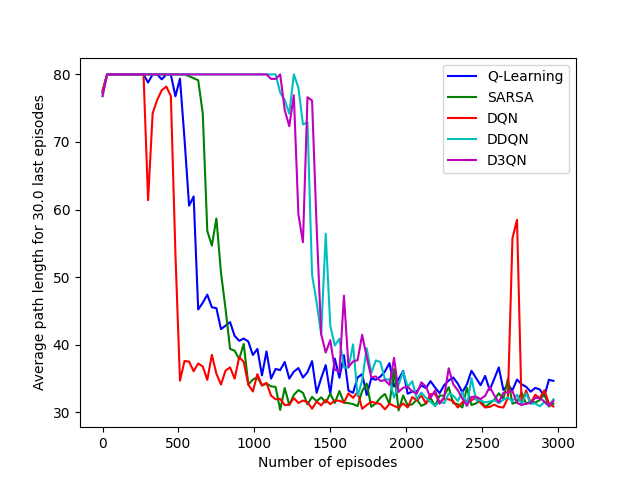 Average path length for 30.0 last episodes
80
70
60
50
40
30
Q-Learning
SARSA
DQN
DDQN
D3QN
0
500
1000
1500
2000
2500
3000
Number of episodes